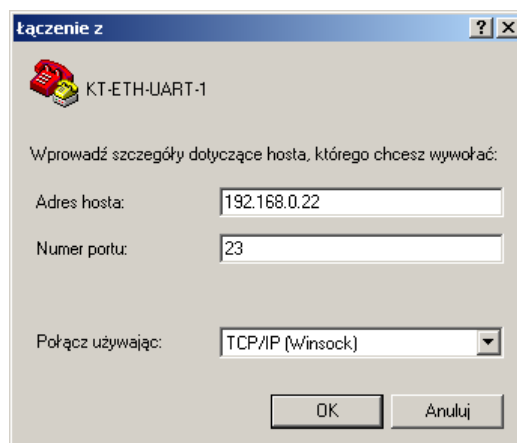 Łączenie z
KT-ETH-UART-1
Wprowadź szczegóły dotyczące hosta, którego chcesz wywołać:
Adres hosta: 192.168.0.22
Numer portu: 23
Połącz używając: TCP/IP (Winsock)
OK Anuluj